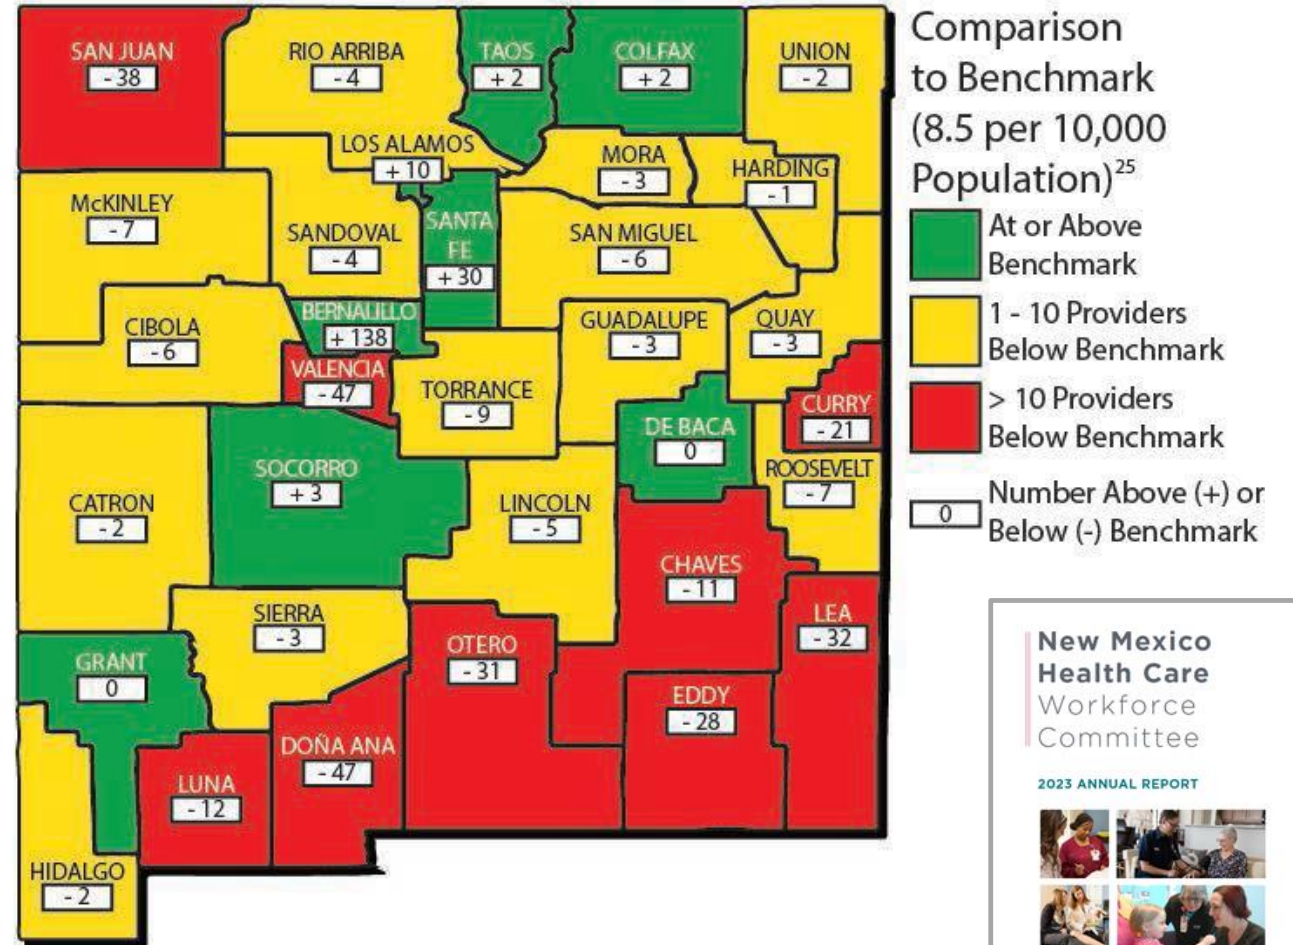 Comparison
to Benchmark
(8.5 per 10,000
Population)25
At or Above
Benchmark
1 - 10 Providers
Below Benchmark
> 10 Providers
Below Benchmark
0
Number Above (+) or
Below (-) Benchmark
SAN JUAN
- 38
RIO ARRIBA
- 4
TAOS
+ 2
COLFAX
+ 2
UNION
- 2
LOS ALAMOS
+ 10
MORA
- 3
HARDING
- 1
McKINLEY
- 7
SANDOVAL
- 4
SANTA
FE
+ 30
SAN MIGUEL
- 6
BERNALILLO
+ 138
CIBOLA
- 6
GUADALUPE
- 3
QUAY
- 3
VALENCIA
- 47
TORRANCE
- 9
CURRY
- 21
DE BACA
0
SOCORRO
+ 3
ROOSEVELT
- 7
CATRON
- 2
LINCOLN
- 5
CHAVES
- 11
SIERRA
- 3
OTERO
- 31
LEA
- 32
GRANT
0
EDDY
- 28
DOÑA ANA
- 47
LUNA
- 12
HIDALGO
- 2
New Mexico
Health Care
Workforce
Committee
2023 ANNUAL REPORT